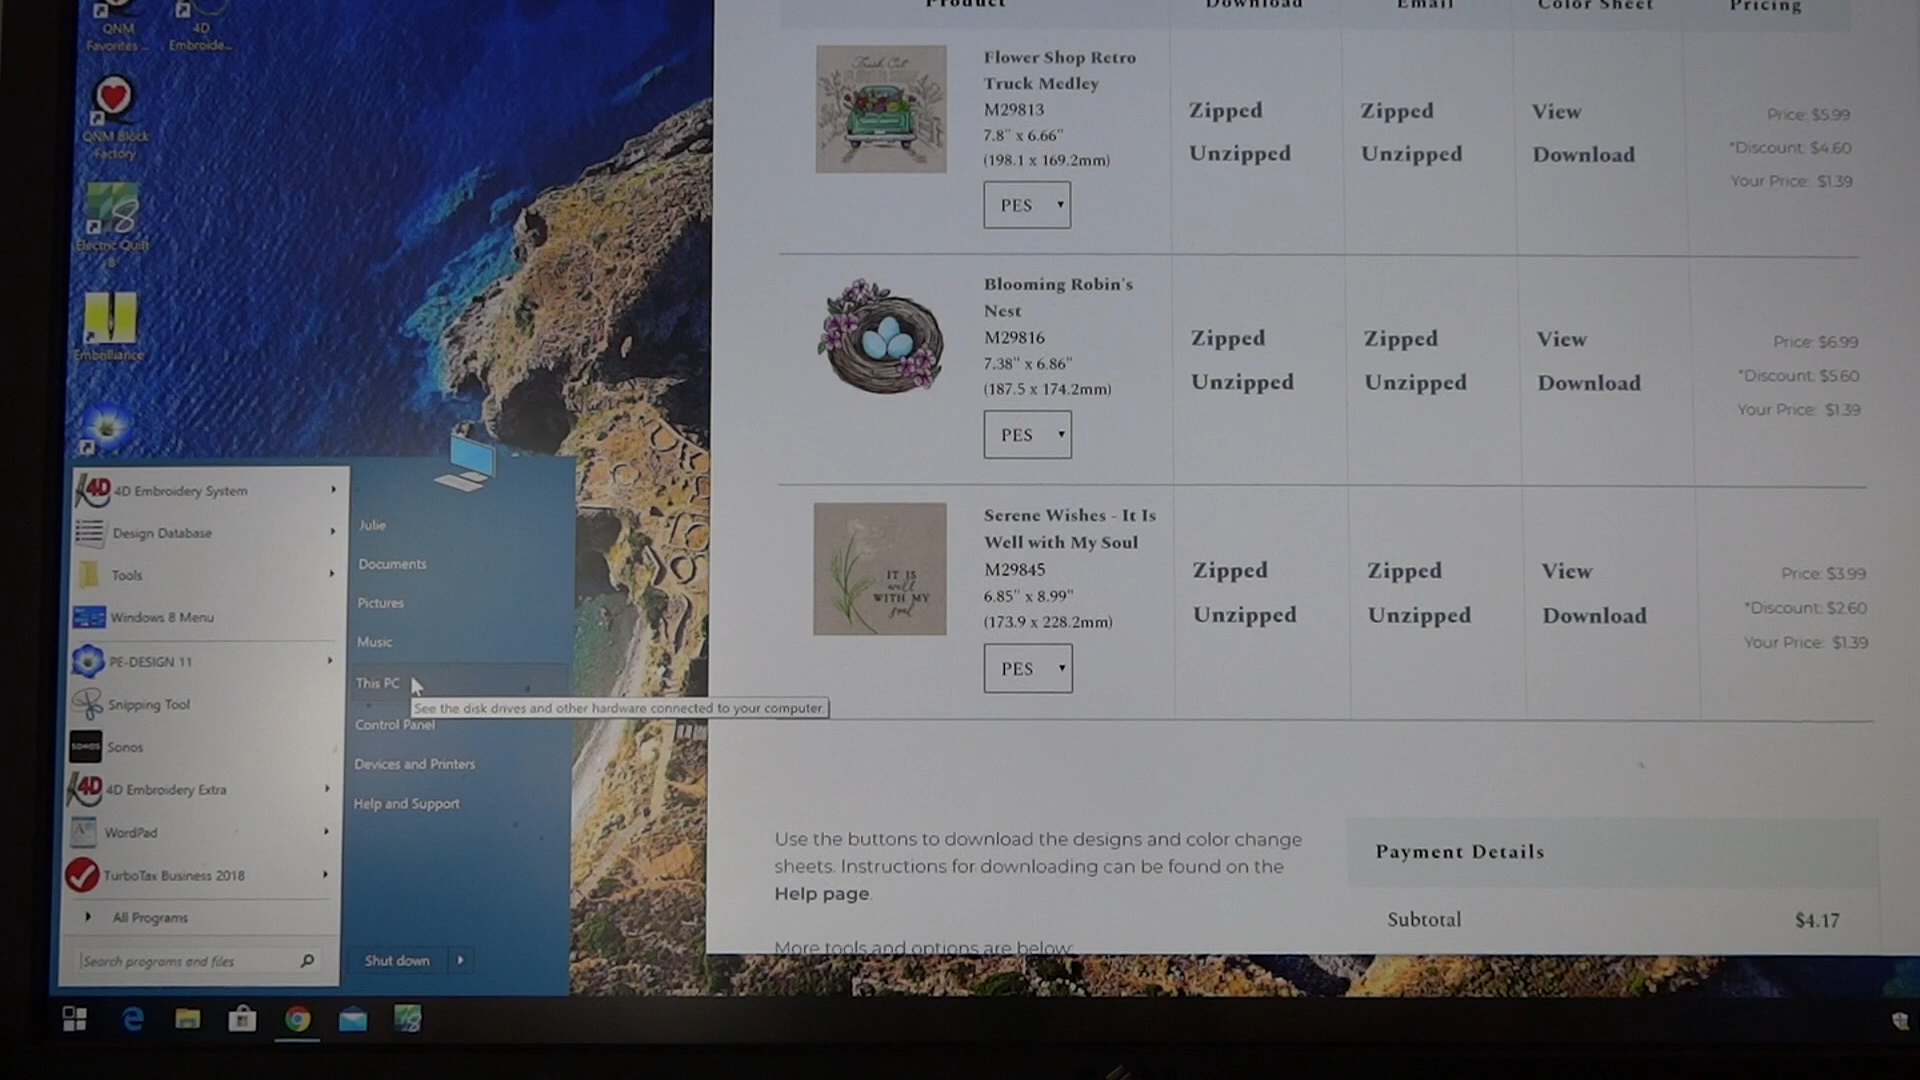 Product Download Email Color Sheet Pricing
QNM
Favorites ...
4D
Embroide...
QNM Block
Factory
Electric Quilt
8
Embrilliance
4D Embroidery System
Design Database
Tools
Windows 8 Menu
PE-DESIGN 11
Snipping Tool
SONOS
Sonos
4D Embroidery Extra
WordPad
TurboTax Business 2018
All Programs
Search programs and files
Julie
Documents
Pictures
Music
This PC
See the disk drives and other hardware connected to your computer.
Control Panel
Devices and Printers
Help and Support
Shut down
Flower Shop Retro
Truck Medley
M29813
7.8" x 6.66"
(198.1 x 169.2mm)
PES
Zipped
Unzipped
Zipped
Unzipped
View
Download
Price: $5.99
*Discount: $4.60
Your Price: $1.39
Blooming Robin's
Nest
M29816
7.38" x 6.86"
(187.5 x 174.2mm)
PES
Zipped
Unzipped
Zipped
Unzipped
View
Download
Price: $6.99
*Discount: $5.60
Your Price: $1.39
IT IS
well
WITH MY
soul
Serene Wishes - It Is
Well with My Soul
M29845
6.85" x 8.99"
(173.9 x 228.2mm)
PES
Zipped
Unzipped
Zipped
Unzipped
View
Download
Price: $3.99
*Discount: $2.60
Your Price: $1.39
Use the buttons to download the designs and color change
sheets. Instructions for downloading can be found on the
Help page.
More tools and options are below:
Payment Details
Subtotal $4.17